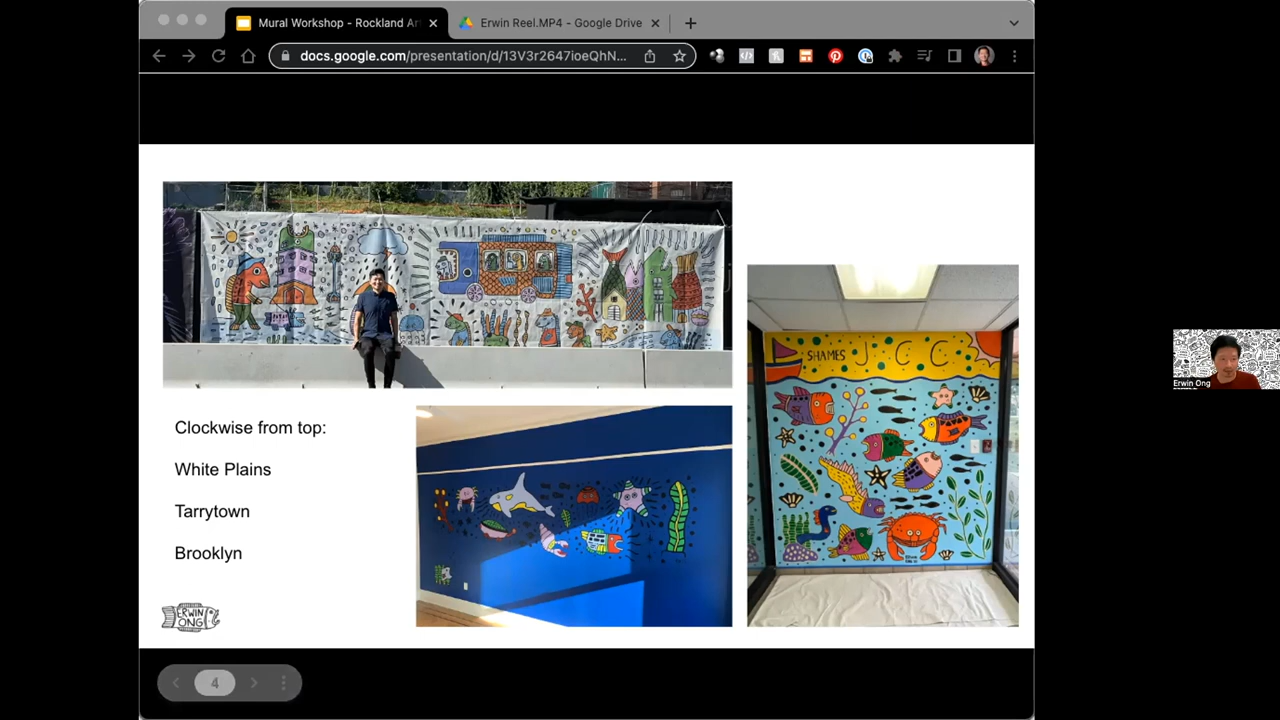 Mural Workshop - Rockland Ar
Erwin Reel.MP4 - Google Drive
docs.google.com/presentation/d/13V3r2647ioeQhN...
SHAMES J C C
Clockwise from top:
White Plains
Tarrytown
Brooklyn
ERWIN
ONG
4
Erwin Ong